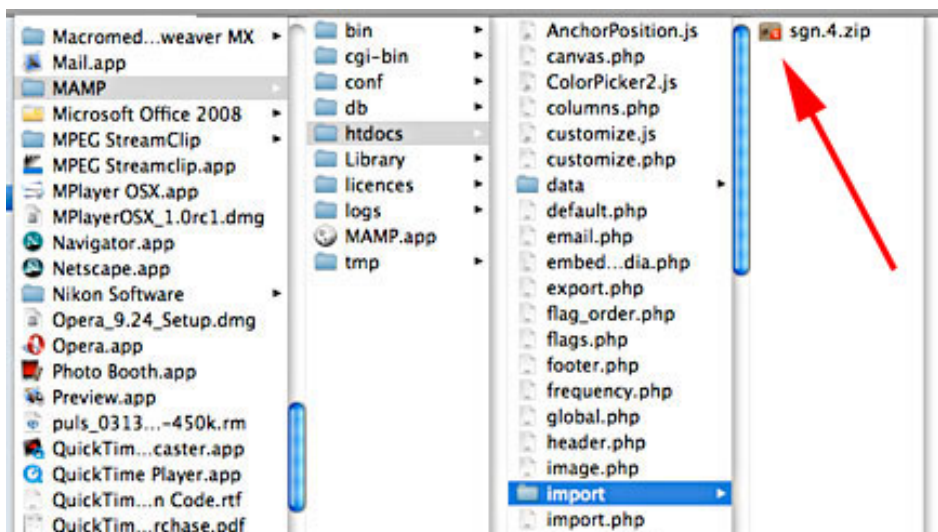 Macromed...weaver MX
Mail.app
MAMP
Microsoft Office 2008
MPEG StreamClip
MPEG Streamclip.app
MPlayer OSX.app
MPlayerOSX_1.0rc1.dmg
Navigator.app
Netscape.app
Nikon Software
Opera_9.24_Setup.dmg
Opera.app
Photo Booth.app
Preview.app
puls_0313...-450k.rm
QuickTim...caster.app
QuickTime Player.app
QuickTim...n Code.rtf
QuickTim...rchase.pdf
bin
cgi-bin
conf
db
htdocs
Library
licences
logs
MAMP.app
tmp
AnchorPosition.js
canvas.php
ColorPicker2.js
columns.php
customize.js
customize.php
data
default.php
email.php
embed...dia.php
export.php
flag_order.php
flags.php
footer.php
frequency.php
global.php
header.php
image.php
import
import.php
sgn.4.zip